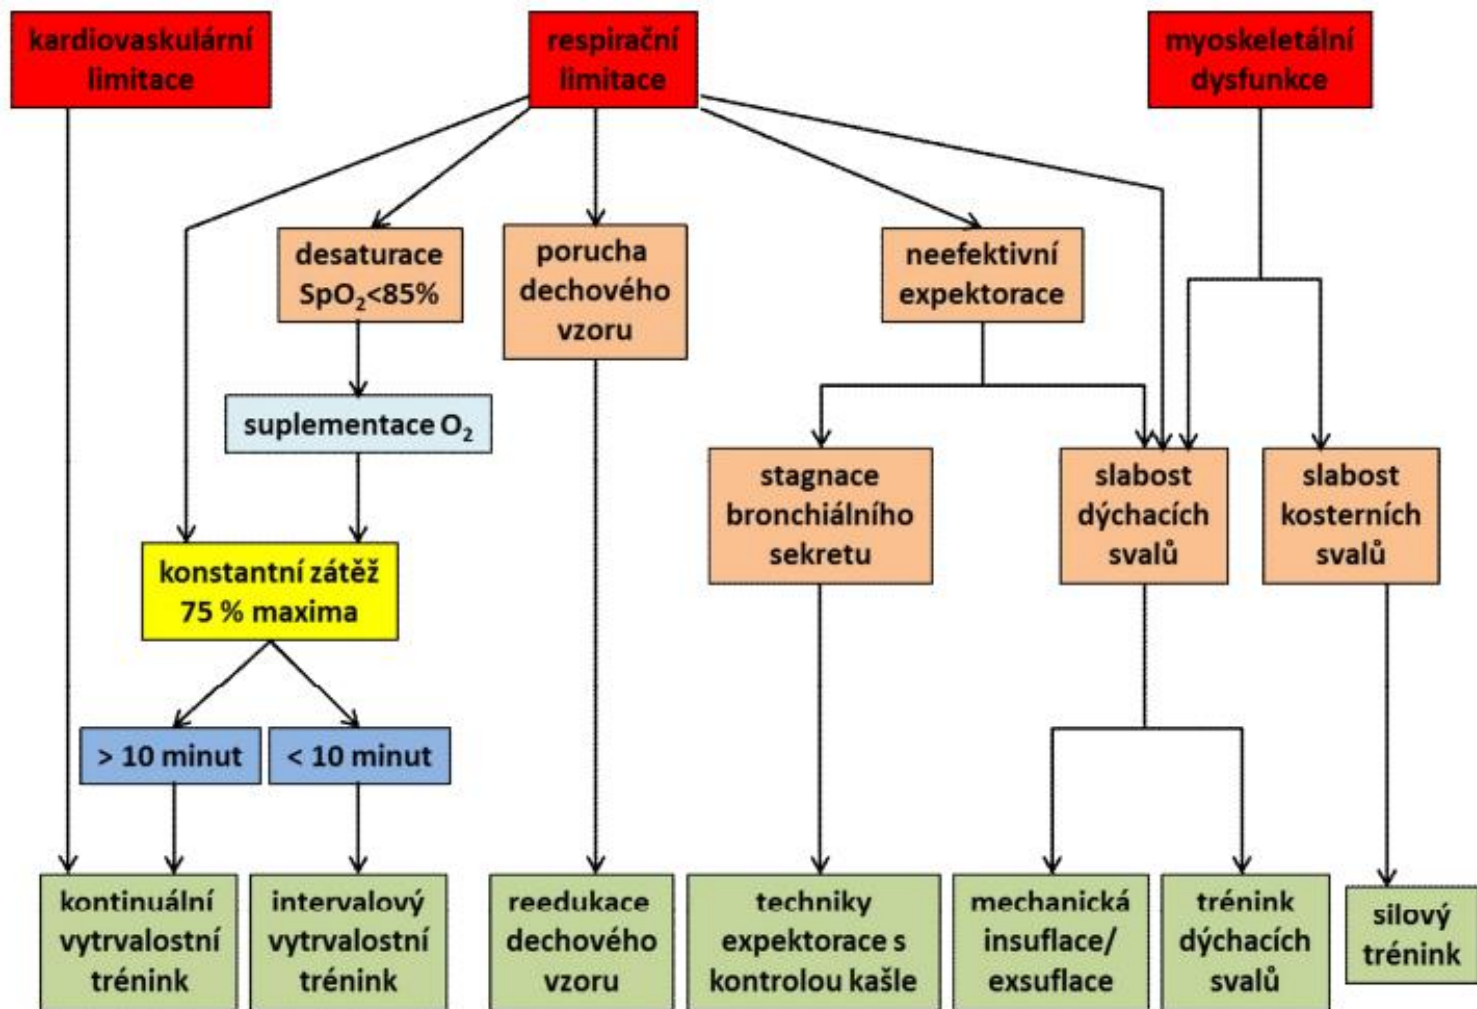 kardiovaskulární
limitace
respirační
limitace
myoskeletální
dysfunkce
desaturace
SpO₂<85%
porucha
dechového
vzoru
neefektivní
expektorace
suplementace O₂
stagnace
bronchiálního
sekretu
slabost
dýchacích
svalů
slabost
kosterních
svalů
konstantní zátěž
75 % maxima
> 10 minut
< 10 minut
kontinuální
vytrvalostní
trénink
intervalový
vytrvalostní
trénink
reedukace
dechového
vzoru
techniky
expektorace s
kontrolou kašle
mechanická
insuflace/
exsuflace
trénink
dýchacích
svalů
silový
trénink